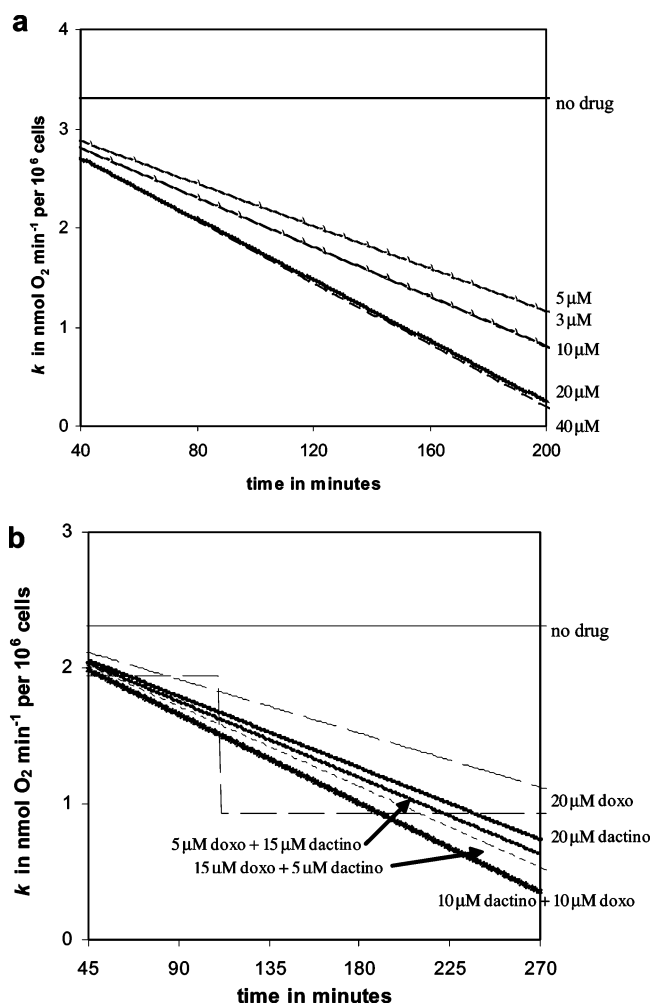 a
4
3
2
1
0
k in nmol O2 min-1 per 10^6 cells
no drug
5 µM
3 µM
10 µM
20 µM
40 µM
40 80 120 160 200
time in minutes
b
3
2
1
0
k in nmol O2 min-1 per 10^6 cells
no drug
20 µM doxo
20 µM dactino
5 µM doxo + 15 µM dactino
15 uM doxo + 5 µM dactino
10 µM dactino + 10 µM doxo
45 90 135 180 225 270
time in minutes